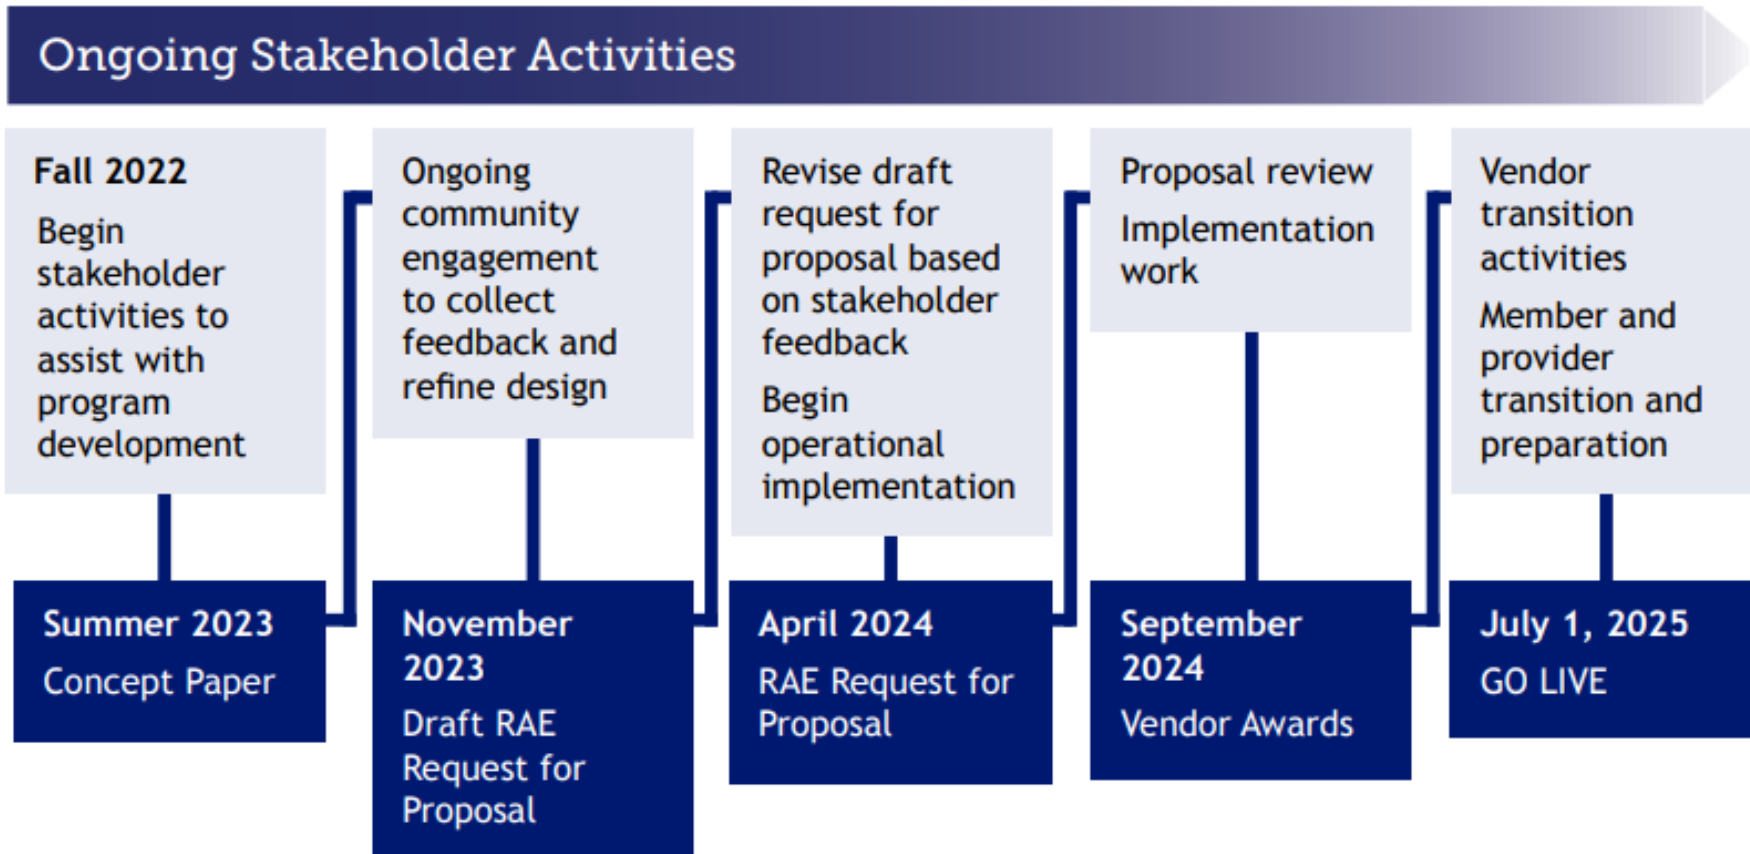 Ongoing Stakeholder Activities
Fall 2022
Begin
stakeholder
activities to
assist with
program
development
Summer 2023
Concept Paper
Ongoing
community
engagement
to collect
feedback and
refine design
November
2023
Draft RAE
Request for
Proposal
Revise draft
request for
proposal based
on stakeholder
feedback
Begin
operational
implementation
April 2024
RAE Request for
Proposal
Proposal review
Implementation
work
September
2024
Vendor Awards
Vendor
transition
activities
Member and
provider
transition and
preparation
July 1, 2025
GO LIVE